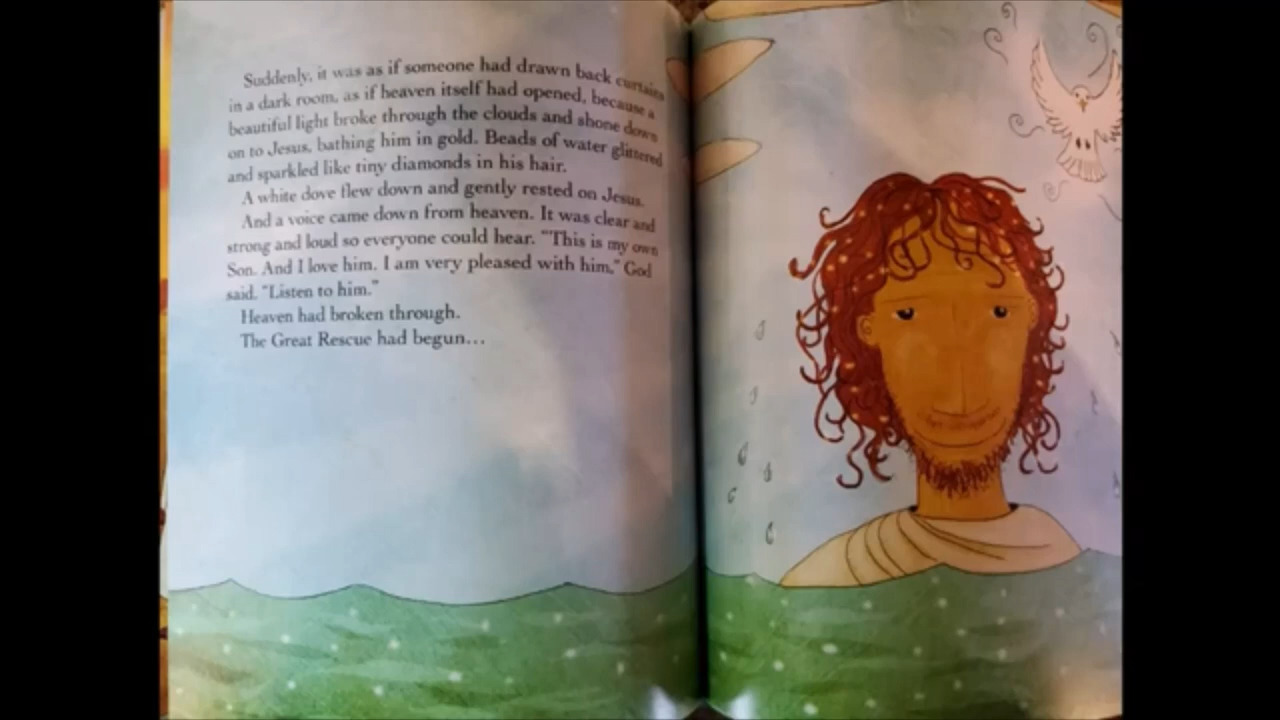 Suddenly, it was as if someone had drawn back curtains
in a dark room, as if heaven itself had opened, because a
beautiful light broke through the clouds and shone down
on to Jesus, bathing him in gold. Beads of water glittered
and sparkled like tiny diamonds in his hair.
A white dove flew down and gently rested on Jesus.
And a voice came down from heaven. It was clear and
strong and loud so everyone could hear. "This is my own
Son. And I love him. I am very pleased with him," God
said. "Listen to him."
Heaven had broken through.
The Great Rescue had begun…